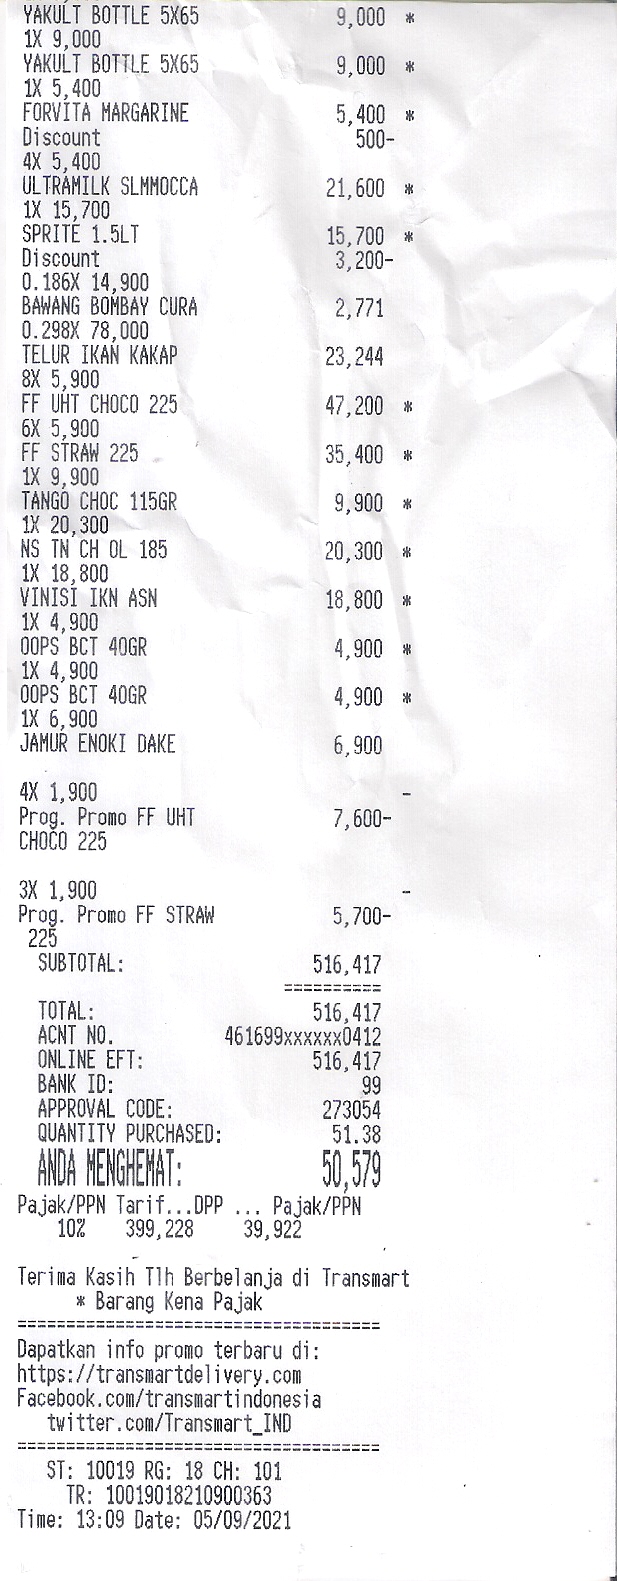 YAKULT BOTTLE 5X65 9,000 *
1X 9,000
YAKULT BOTTLE 5X65 9,000 *
1X 5,400
FORVITA MARGARINE 5,400 *
Discount 500-
4X 5,400
ULTRAMILK SLMMOCCA 21,600 *
1X 15,700
SPRITE 1.5LT 15,700 *
Discount 3,200-
0.186X 14,900
BAWANG BOMBAY CURA 2,771
0.298X 78,000
TELUR IKAN KAKAP 23,244
8X 5,900
FF UHT CHOCO 225 47,200 *
6X 5,900
FF STRAW 225 35,400 *
1X 9,900
TANGO CHOC 115GR 9,900 *
1X 20,300
NS TN CH OL 185 20,300 *
1X 18,800
VINISI IKN ASN 18,800 *
1X 4,900
OOPS BCT 40GR 4,900 *
1X 4,900
OOPS BCT 40GR 4,900 *
1X 6,900
JAMUR ENOKI DAKE 6,900
4X 1,900 -
Prog. Promo FF UHT 7,600-
CHOCO 225
3X 1,900 -
Prog. Promo FF STRAW 5,700-
225
SUBTOTAL: 516,417
==========
TOTAL: 516,417
ACNT NO. 461699xxxxxx0412
ONLINE EFT: 516,417
BANK ID: 99
APPROVAL CODE: 273054
QUANTITY PURCHASED: 51.38
ANDA MENGHEMAT: 50,579
Pajak/PPN Tarif...DPP ... Pajak/PPN
10% 399,228 39,922
Terima Kasih Tlh Berbelanja di Transmart
* Barang Kena Pajak
=====================================
Dapatkan info promo terbaru di:
https://transmartdelivery.com
Facebook.com/transmartindonesia
twitter.com/Transmart_IND
=====================================
ST: 10019 RG: 18 CH: 101
TR: 10019018210900363
Time: 13:09 Date: 05/09/2021